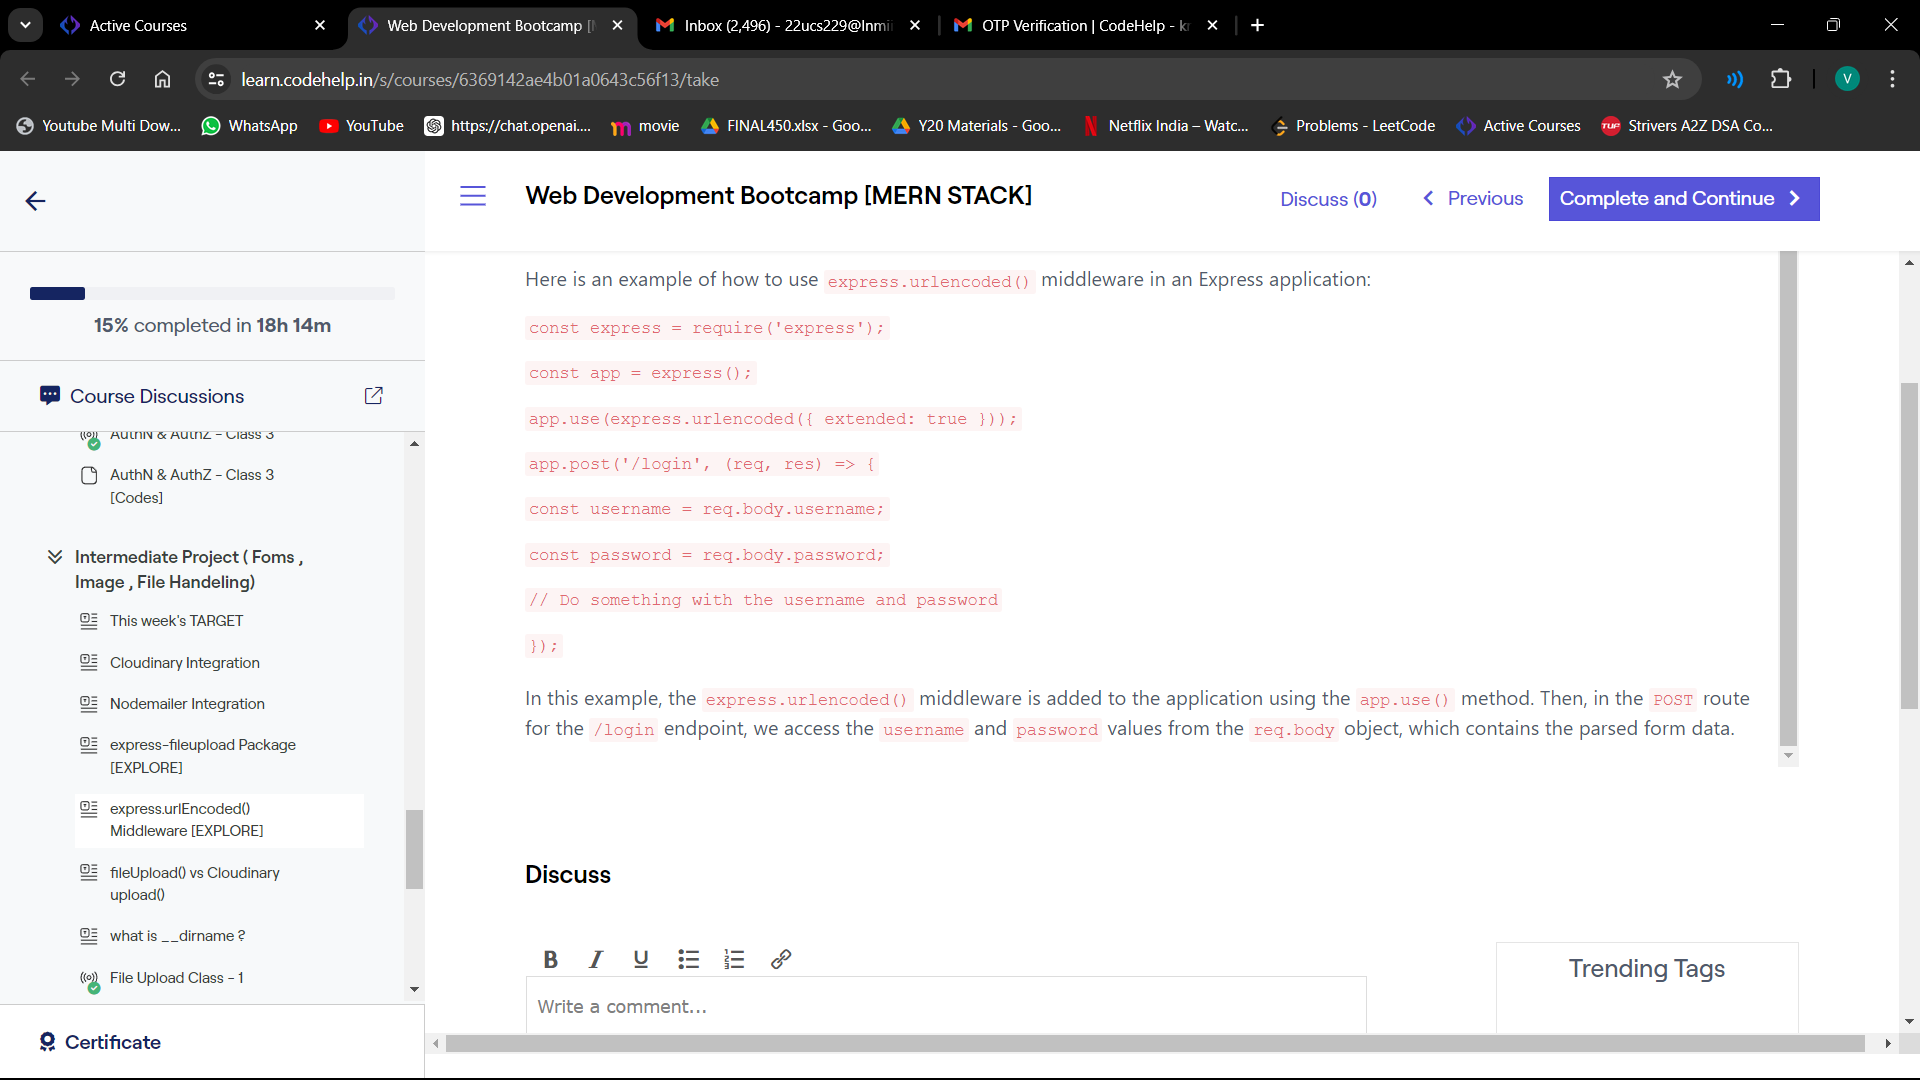 Active Courses
Web Development Bootcamp [
Inbox (2,496) - 22ucs229@lnmi
OTP Verification | CodeHelp - k
learn.codehelp.in/s/courses/6369142ae4b01a0643c56f13/take
V
Youtube Multi Dow...
WhatsApp
YouTube
https://chat.openai....
movie
FINAL450.xlsx - Goo...
Y20 Materials - Goo...
Netflix India – Watc...
Problems - LeetCode
Active Courses
TUF
Strivers A2Z DSA Co...
Web Development Bootcamp [MERN STACK]
Discuss (0)
Previous
Complete and Continue
15% completed in 18h 14m
Course Discussions
AuthN & AuthZ - Class 3
AuthN & AuthZ - Class 3
[Codes]
Intermediate Project ( Foms ,
Image , File Handeling)
This week's TARGET
Cloudinary Integration
Nodemailer Integration
express-fileupload Package
[EXPLORE]
express.urlEncoded()
Middleware [EXPLORE]
fileUpload() vs Cloudinary
upload()
what is __dirname ?
File Upload Class - 1
Certificate
Here is an example of how to use express.urlencoded() middleware in an Express application:
const express = require('express');
const app = express();
app.use(express.urlencoded({ extended: true }));
app.post('/login', (req, res) => {
const username = req.body.username;
const password = req.body.password;
// Do something with the username and password
});
In this example, the express.urlencoded() middleware is added to the application using the app.use() method. Then, in the POST route
for the /login endpoint, we access the username and password values from the req.body object, which contains the parsed form data.
Discuss
B I U
Write a comment...
Trending Tags